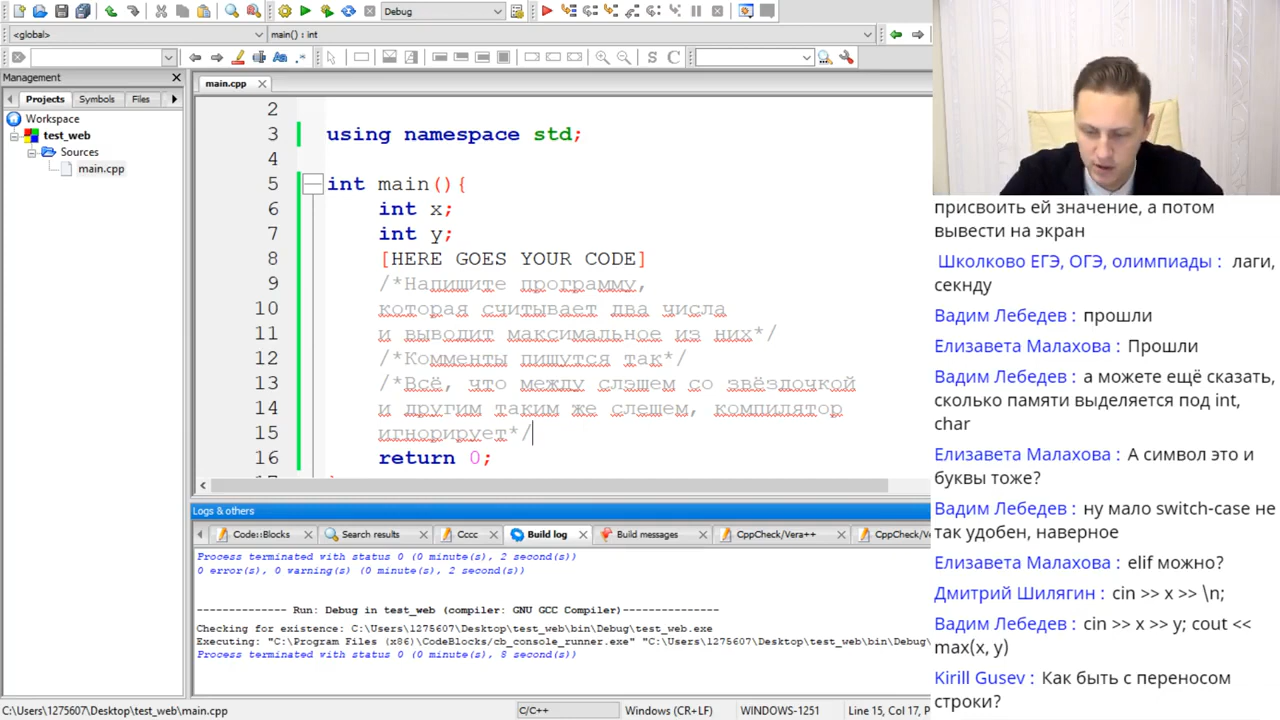 Debug
<global>
main() : int
S C
Management
main.cpp
Projects Symbols Files
Workspace
test_web
Sources
main.cpp
2
3 using namespace std;
4
5 int main(){
6 int x;
7 int y;
8 [HERE GOES YOUR CODE]
9 /*Напишите программу,
10 которая считывает два числа
11 и выводит максимальное из них*/
12 /*Комменты пишутся так*/
13 /*Всё, что между слэшем со звёздочкой
14 и другим таким же слешем, компилятор
15 игнорирует*/
16 return 0;
Logs & others
Code::Blocks Search results Cccc Build log Build messages CppCheck/Vera++ CppCheck/Ver
Process terminated with status 0 (0 minute(s), 2 second(s))
0 error(s), 0 warning(s) (0 minute(s), 2 second(s))
-------------- Run: Debug in test_web (compiler: GNU GCC Compiler)---------------
Checking for existence: C:\Users\1275607\Desktop\test_web\bin\Debug\test_web.exe
Executing: "C:\Program Files (x86)\CodeBlocks/cb_console_runner.exe" "C:\Users\1275607\Desktop\test_web\bin\Debug\
Process terminated with status 0 (0 minute(s), 8 second(s))
C:\Users\1275607\Desktop\test_web\main.cpp C/C++ Windows (CR+LF) WINDOWS-1251 Line 15, Col 17, P
присвоить ей значение, а потом
вывести на экран
Школково ЕГЭ, ОГЭ, олимпиады : лаги,
секнду
Вадим Лебедев : прошли
Елизавета Малахова : Прошли
Вадим Лебедев : а можете ещё сказать,
сколько памяти выделяется под int,
char
Елизавета Малахова : А символ это и
буквы тоже?
Вадим Лебедев : ну мало switch-case не
так удобен, наверное
Елизавета Малахова : elif можно?
Дмитрий Шилягин : cin >> x >> \n;
Вадим Лебедев : cin >> x >> y; cout <<
max(x, y)
Kirill Gusev : Как быть с переносом
строки?